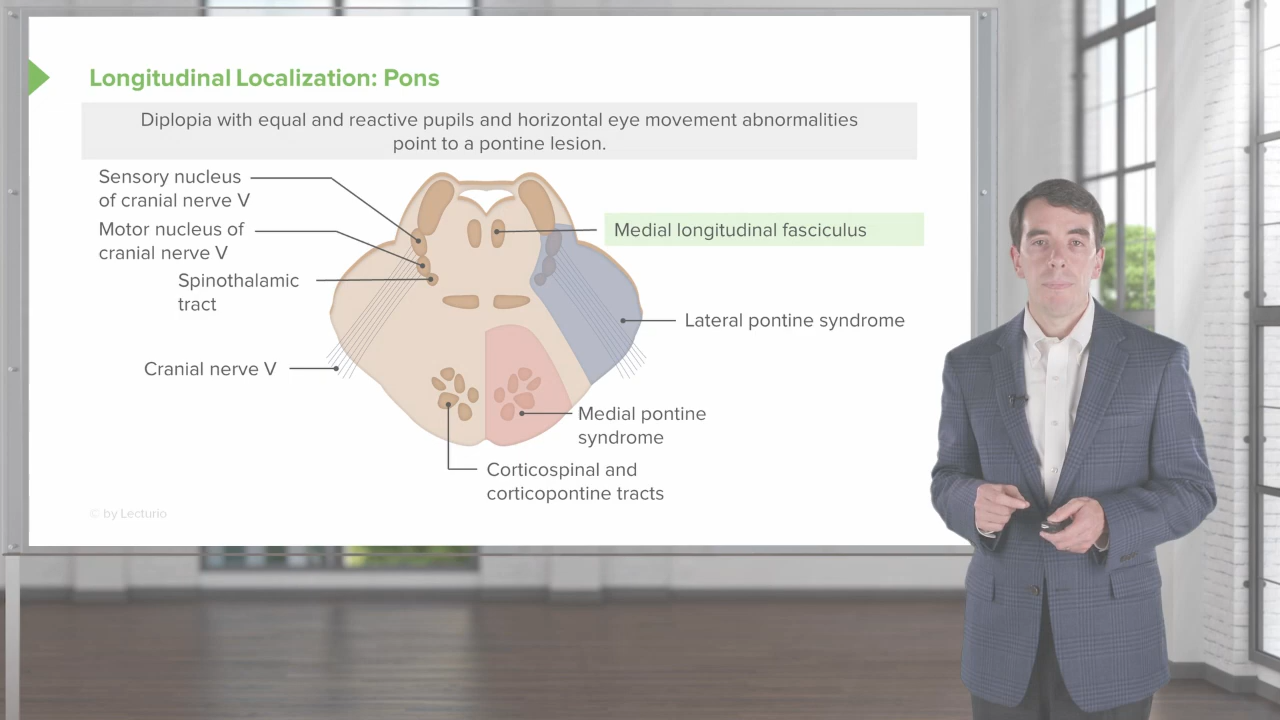 Longitudinal Localization: Pons
Diplopia with equal and reactive pupils and horizontal eye movement abnormalities
point to a pontine lesion.
Sensory nucleus
of cranial nerve V
Motor nucleus of
cranial nerve V
Spinothalamic
tract
Cranial nerve V
Medial longitudinal fasciculus
Lateral pontine syndrome
Medial pontine
syndrome
Corticospinal and
corticopontine tracts
© by Lecturio